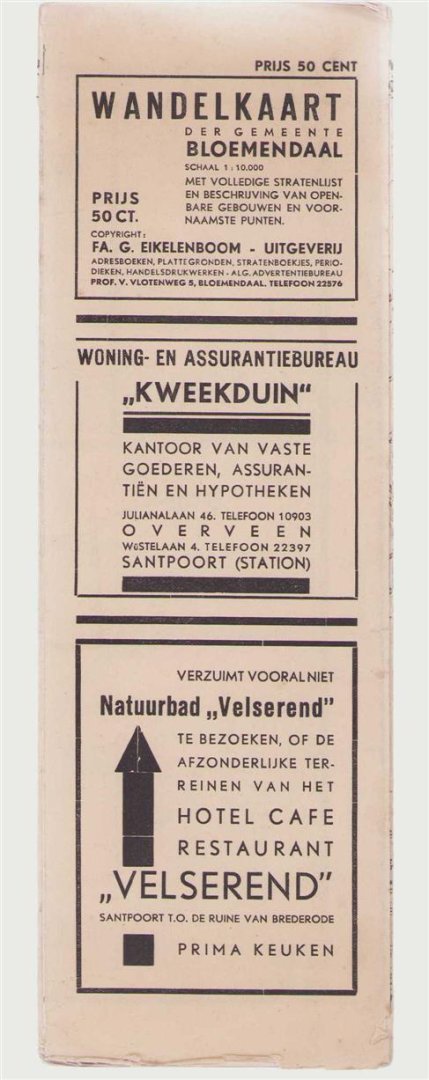 PRIJS 50 CENT
WANDELKAART
DER GEMEENTE
BLOEMENDAAL
SCHAAL 1 : 10.000
MET VOLLEDIGE STRATENLIJST
EN BESCHRIJVING VAN OPEN-
BARE GEBOUWEN EN VOOR-
NAAMSTE PUNTEN.
PRIJS
50 CT.
COPYRIGHT:
FA. G. EIKELENBOOM - UITGEVERIJ
ADRESBOEKEN, PLATTEGRONDEN, STRATENBOEKJES, PERIO-
DIEKEN, HANDELSDRUKWERKEN - ALG. ADVERTENTIEBUREAU
PROF. V. VLOTENWEG 5, BLOEMENDAAL. TELEFOON 22576
WONING- EN ASSURANTIEBUREAU
„KWEEKDUIN"
KANTOOR VAN VASTE
GOEDEREN, ASSURAN-
TIËN EN HYPOTHEKEN
JULIANALAAN 46. TELEFOON 10903
OVERVEEN
WüSTELAAN 4. TELEFOON 22397
SANTPOORT (STATION)
VERZUIMT VOORAL NIET
Natuurbad „Velserend"
TE BEZOEKEN, OF DE
AFZONDERLIJKE TER-
REINEN VAN HET
HOTEL CAFE
RESTAURANT
„VELSEREND"
SANTPOORT T.O. DE RUINE VAN BREDERODE
PRIMA KEUKEN